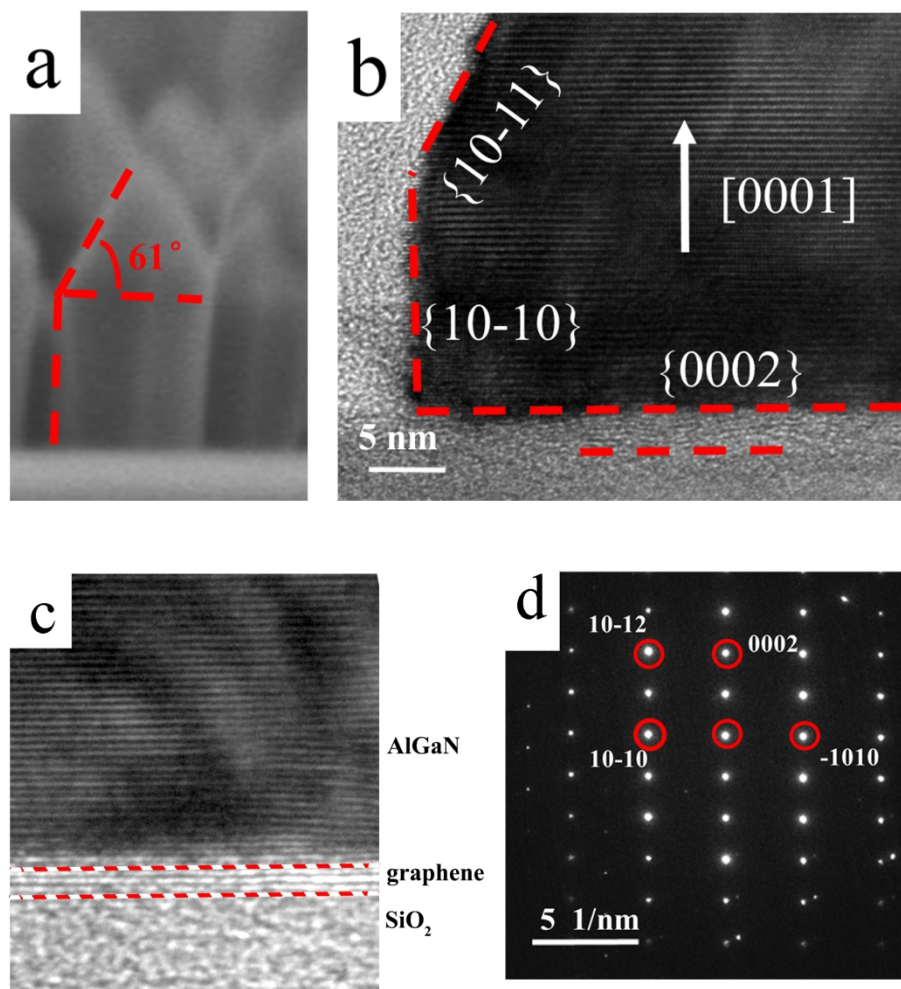 a
61°
b
{10-11}
[0001]
{10-10}
{0002}
5 nm
c
AlGaN
graphene
SiO₂
d
10-12
0002
10-10
-1010
5 1/nm